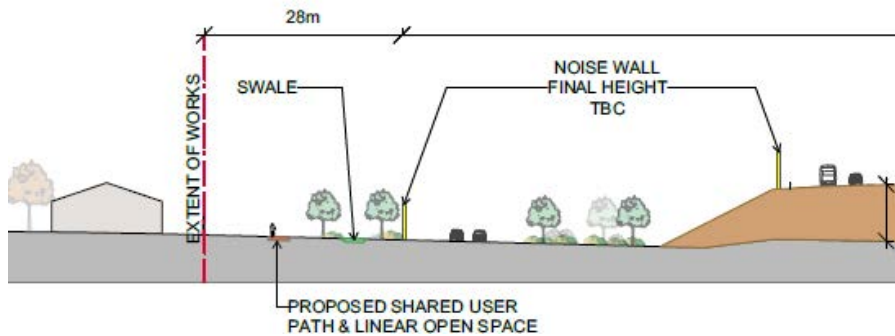 28m
SWALE
NOISE WALL
FINAL HEIGHT
TBC
EXTENT OF WORKS
PROPOSED SHARED USER
PATH & LINEAR OPEN SPACE